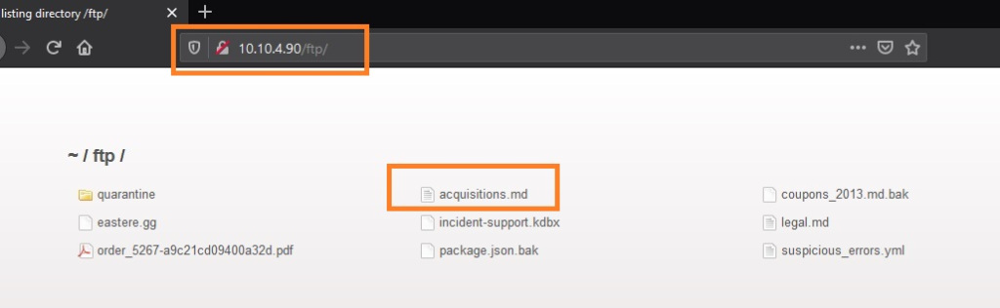 listing directory /ftp/
10.10.4.90/ftp/
~ / ftp /
quarantine
acquisitions.md
coupons_2013.md.bak
eastere.gg
incident-support.kdbx
legal.md
order_5267-a9c21cd09400a32d.pdf
package.json.bak
suspicious_errors.yml